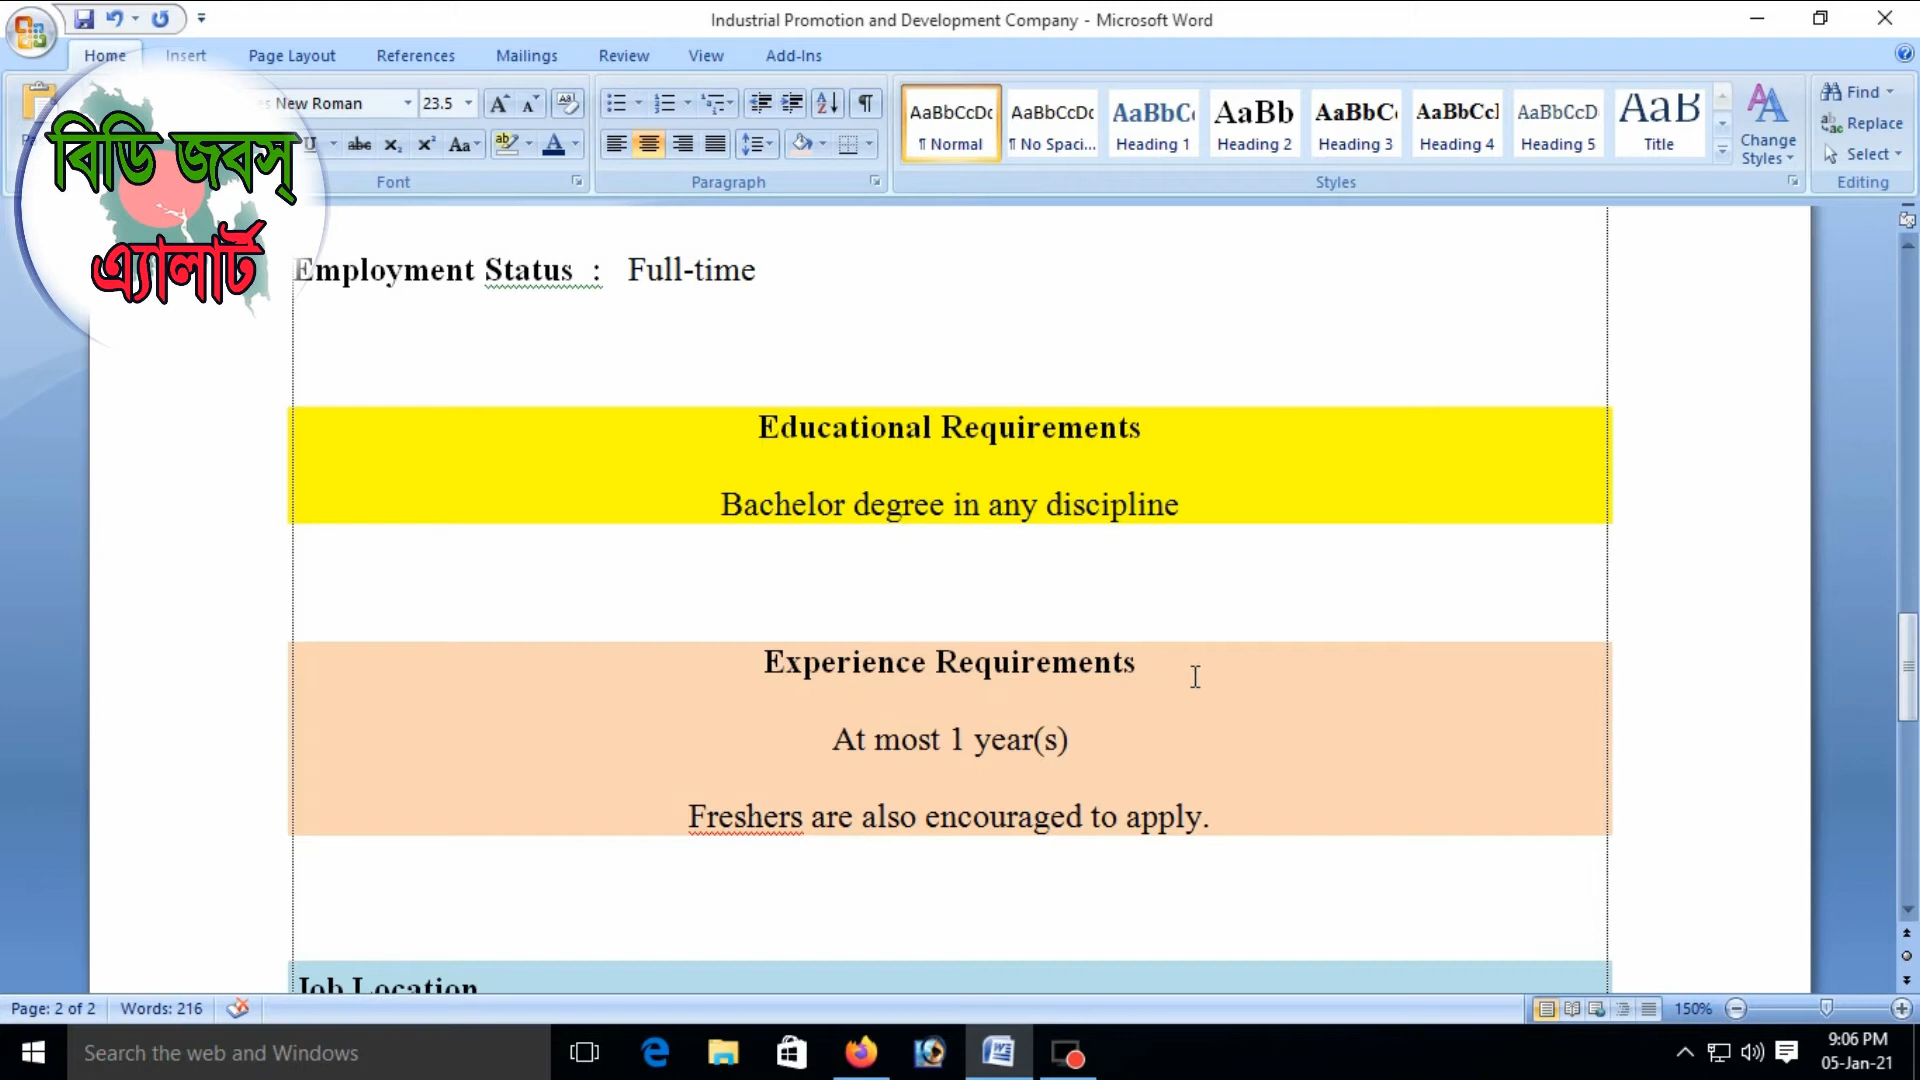 Industrial Promotion and Development Company - Microsoft Word
Home Insert Page Layout References Mailings Review View Add-Ins
New Roman 23.5
Font Paragraph Styles Editing
AaBbCcDc AaBbCcDc AaBbC AaBb AaBbC AaBbCcI AaBbCcD AaB
¶ Normal ¶ No Spaci... Heading 1 Heading 2 Heading 3 Heading 4 Heading 5 Title
Change Styles
Find
Replace
Select
বিডি জবস্
এ্যালার্ট
Employment Status : Full-time
Educational Requirements
Bachelor degree in any discipline
Experience Requirements
At most 1 year(s)
Freshers are also encouraged to apply.
Job Location
Page: 2 of 2 Words: 216 150%
Search the web and Windows
9:06 PM
05-Jan-21